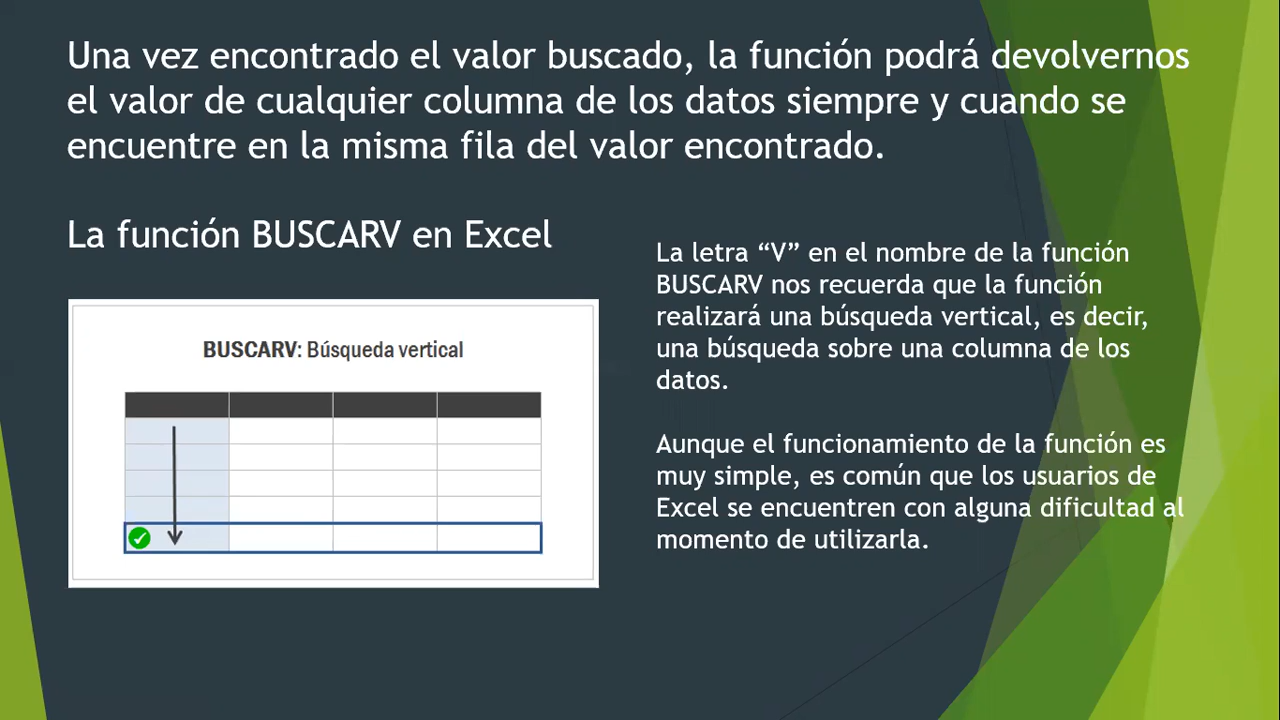 Una vez encontrado el valor buscado, la función podrá devolvernos
el valor de cualquier columna de los datos siempre y cuando se
encuentre en la misma fila del valor encontrado.
La función BUSCARV en Excel
BUSCARV: Búsqueda vertical
La letra “V” en el nombre de la función
BUSCARV nos recuerda que la función
realizará una búsqueda vertical, es decir,
una búsqueda sobre una columna de los
datos.
Aunque el funcionamiento de la función es
muy simple, es común que los usuarios de
Excel se encuentren con alguna dificultad al
momento de utilizarla.